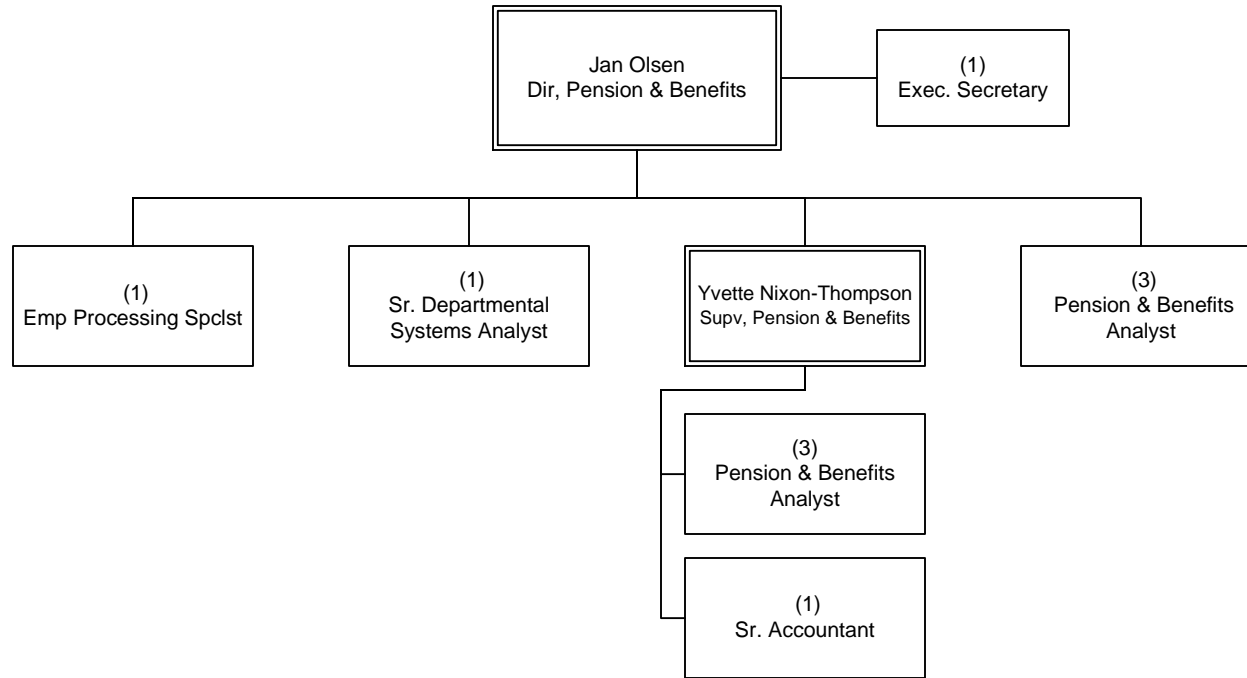 Jan Olsen
Dir, Pension & Benefits
(1)
Exec. Secretary
(1)
Emp Processing Spclst
(1)
Sr. Departmental
Systems Analyst
Yvette Nixon-Thompson
Supv, Pension & Benefits
(3)
Pension & Benefits
Analyst
(3)
Pension & Benefits
Analyst
(1)
Sr. Accountant